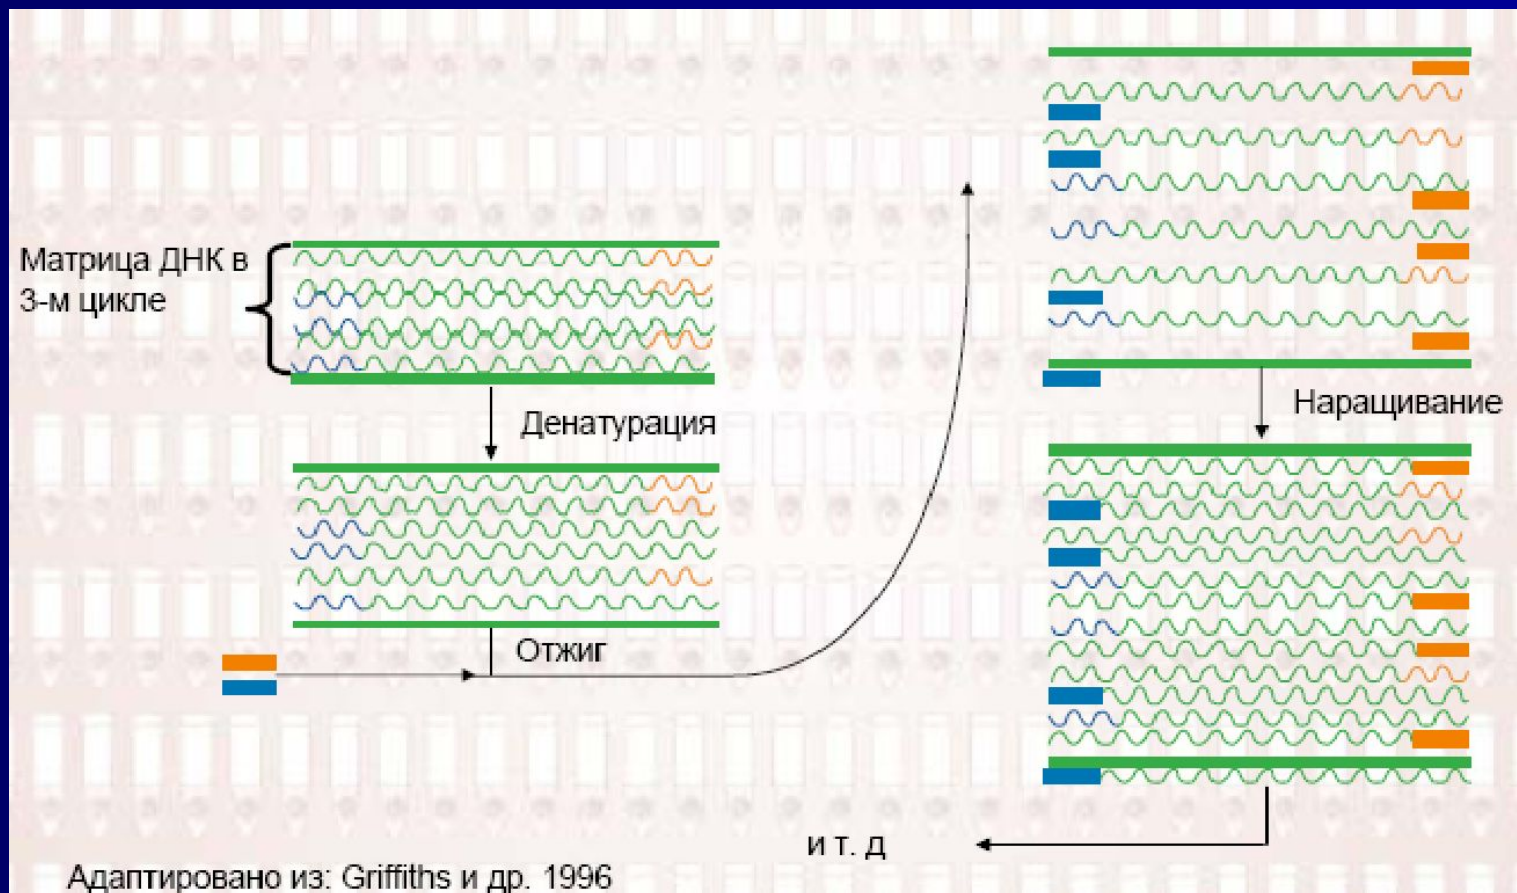 Матрица ДНК в
3-м цикле
Денатурация
Отжиг
Наращивание
и т. д
Адаптировано из: Griffiths и др. 1996